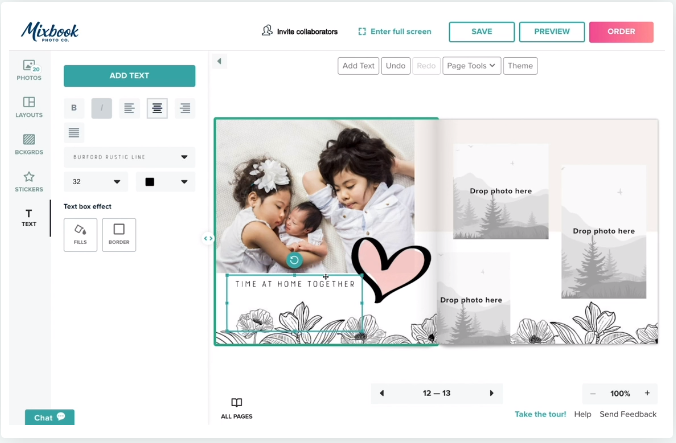 Mixbook
PHOTO CO.
Invite collaborators
Enter full screen
SAVE
PREVIEW
ORDER
20
PHOTOS
LAYOUTS
BCKGRDS
STICKERS
T
TEXT
ADD TEXT
B
I
BURFORD RUSTIC LINE
32
Text box effect
FILLS
BORDER
Add Text
Undo
Redo
Page Tools
Theme
TIME AT HOME TOGETHER
Drop photo here
Drop photo here
Drop photo here
ALL PAGES
12 — 13
− 100% +
Take the tour! Help Send Feedback
Chat